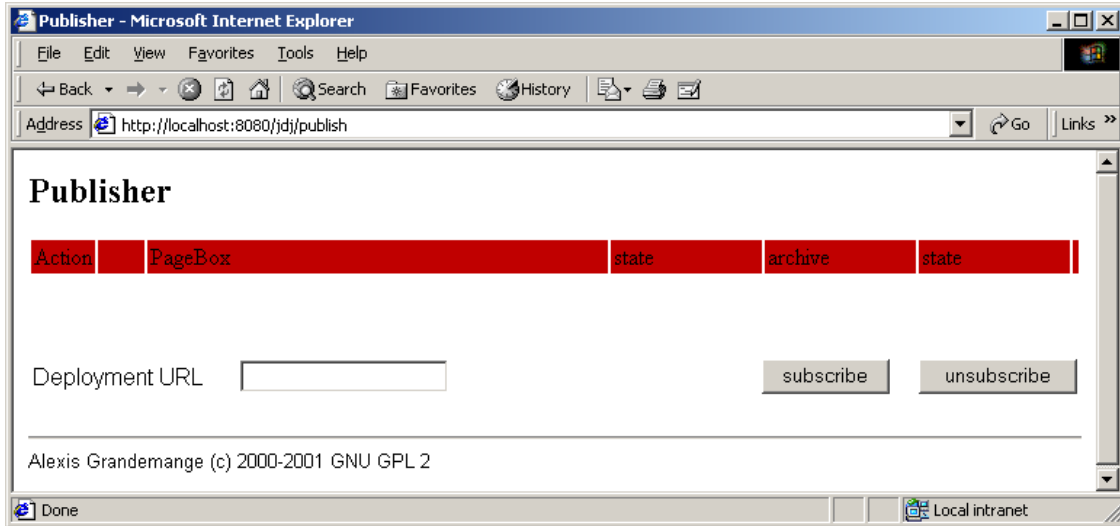 Publisher - Microsoft Internet Explorer
File Edit View Favorites Tools Help
Back Search Favorites History
Address http://localhost:8080/jdj/publish Go Links »
Publisher
Action PageBox state archive state
Deployment URL subscribe unsubscribe
Alexis Grandemange (c) 2000-2001 GNU GPL 2
Done Local intranet